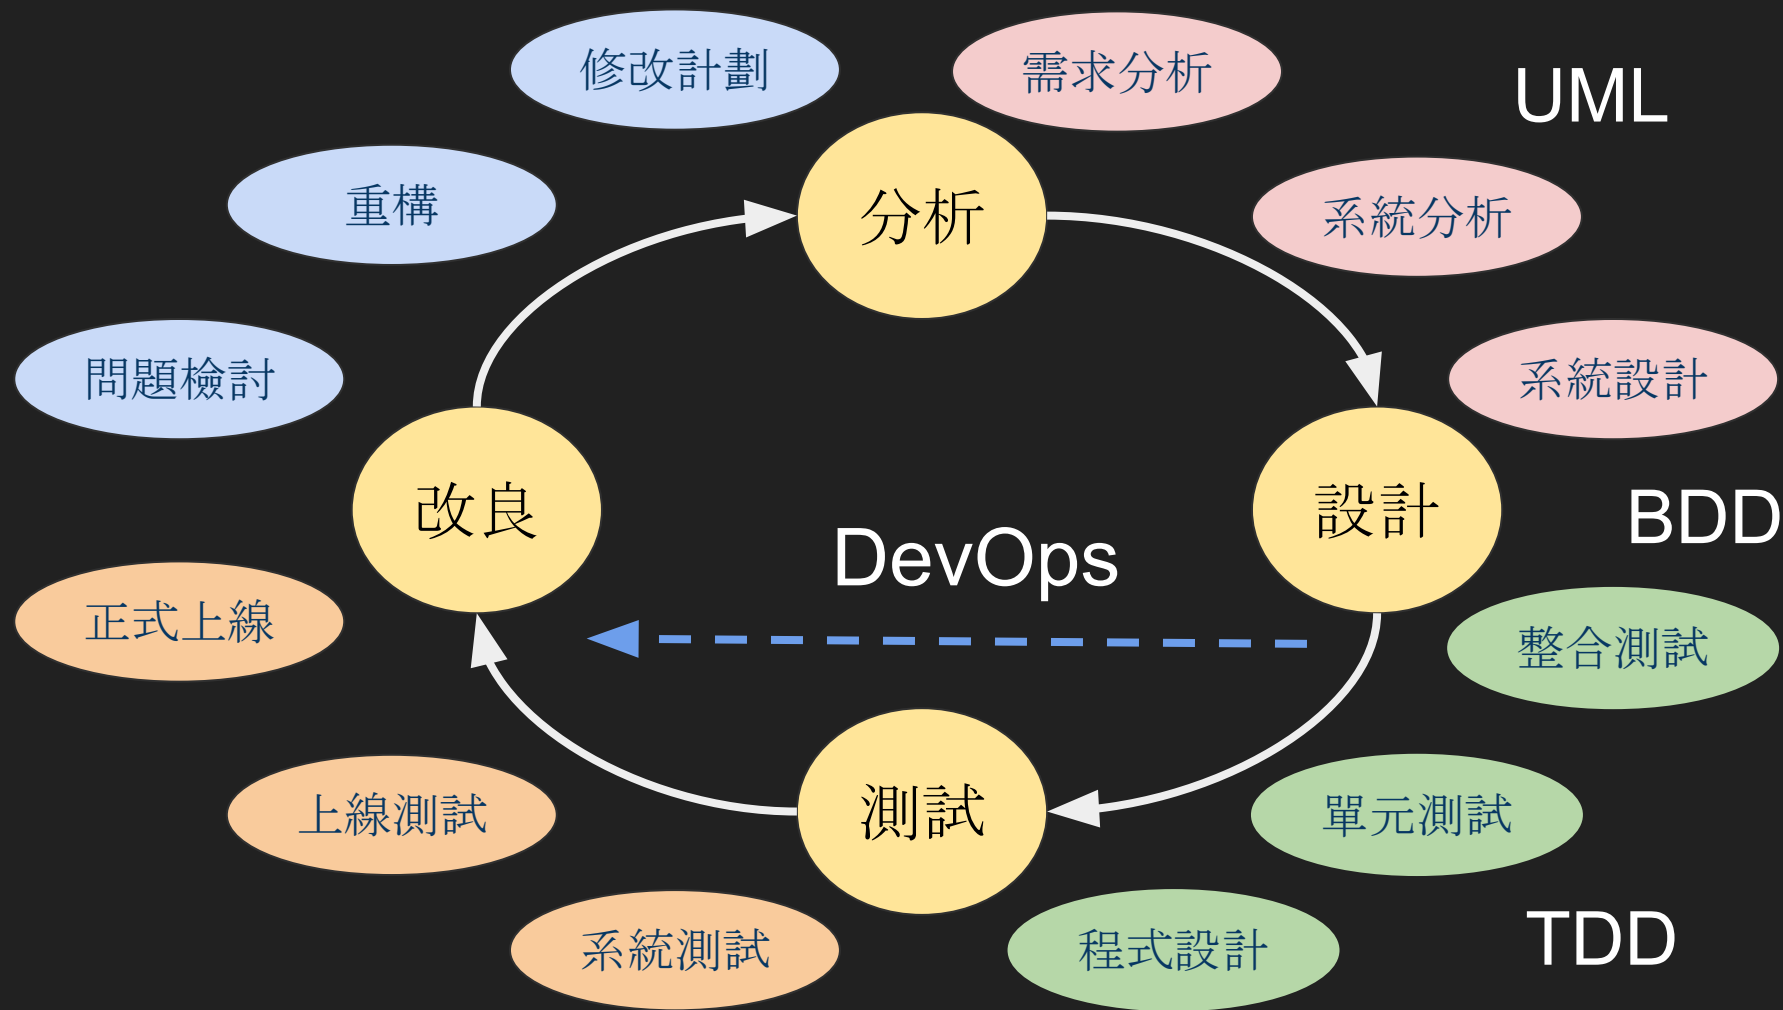 修改計劃
需求分析
UML
重構
分析
系統分析
問題檢討
系統設計
改良
設計
BDD
DevOps
正式上線
整合測試
上線測試
測試
單元測試
系統測試
程式設計
TDD